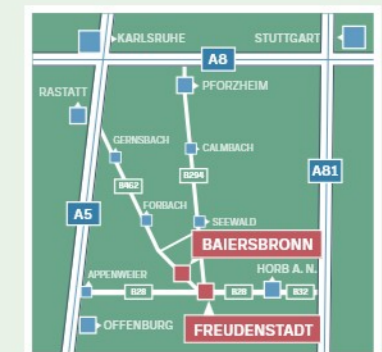 KARLSRUHE
STUTTGART
A8
RASTATT
PFORZHEIM
GERNSBACH
CALMBACH
A81
B462
B294
A5
FORBACH
SEEWALD
BAIERSBRONN
APPENWEIER
HORB A. N.
B28
B28
B32
OFFENBURG
FREUDENSTADT